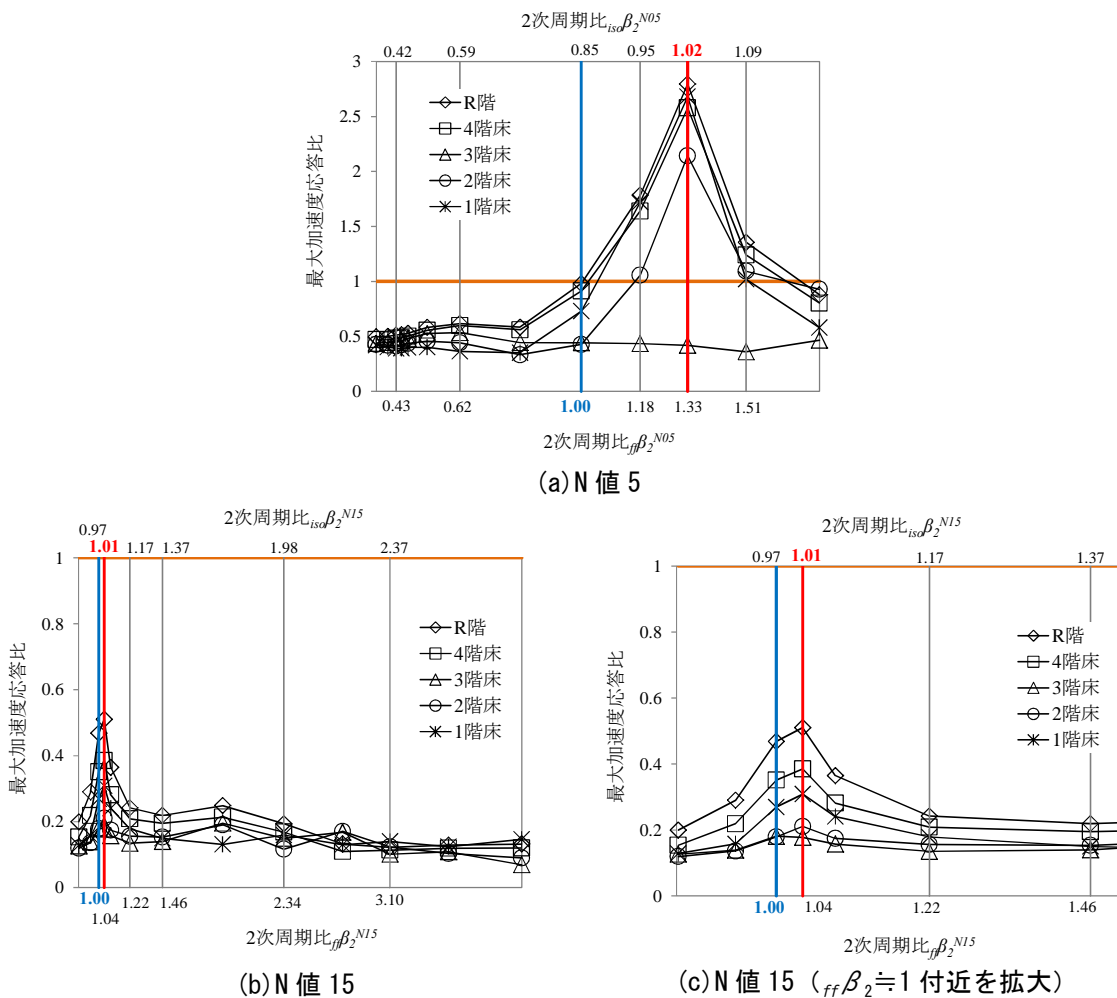 2次周期比isoβ2N05
0.42 0.59 0.85 0.95 1.02 1.09
3
2.5
2
1.5
1
0.5
0
最大加速度応答比
R階
4階床
3階床
2階床
1階床
0.43 0.62 1.00 1.18 1.33 1.51
2次周期比ffβ2N05
(a)N値5
2次周期比isoβ2N15
0.97 1.01 1.17 1.37 1.98 2.37
1
0.8
0.6
0.4
0.2
0
最大加速度応答比
R階
4階床
3階床
2階床
1階床
1.00 1.04 1.22 1.46 2.34 3.10
2次周期比ffβ2N15
(b)N値15
2次周期比isoβ2N15
0.97 1.01 1.17 1.37
1
0.8
0.6
0.4
0.2
0
最大加速度応答比
R階
4階床
3階床
2階床
1階床
1.00 1.04 1.22 1.46
2次周期比ffβ2N15
(c)N値15(ffβ2≒1付近を拡大)